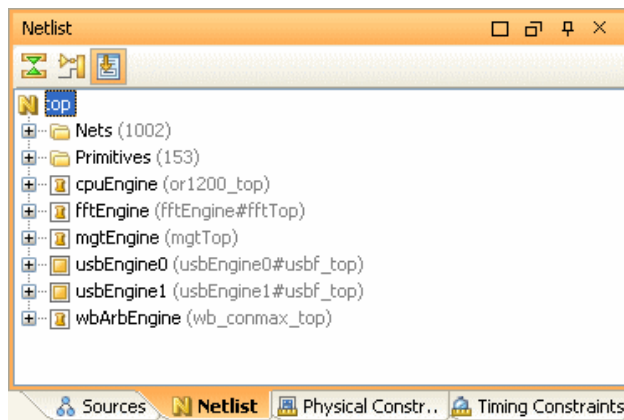 Netlist
top
Nets (1002)
Primitives (153)
cpuEngine (or1200_top)
fftEngine (fftEngine#fftTop)
mgtEngine (mgtTop)
usbEngine0 (usbEngine0#usbf_top)
usbEngine1 (usbEngine1#usbf_top)
wbArbEngine (wb_conmax_top)
Sources Netlist Physical Constr.. Timing Constraints